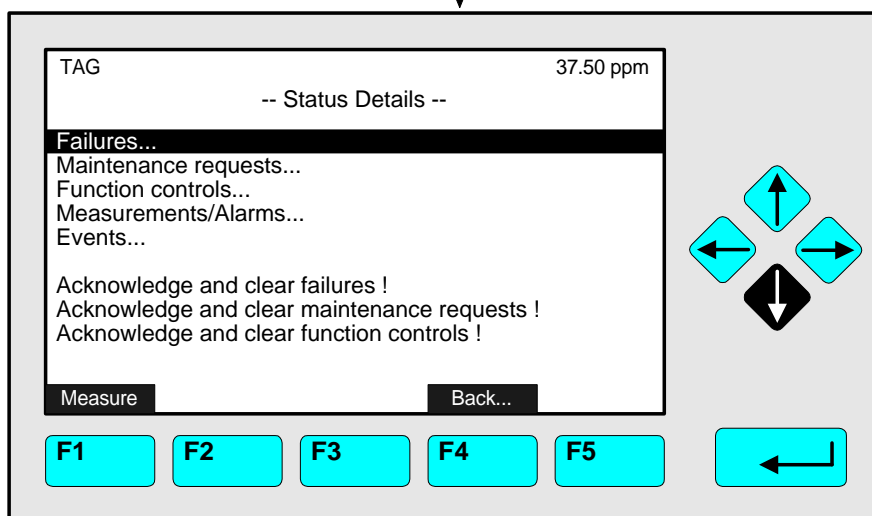 TAG 37.50 ppm
-- Status Details --
Failures...
Maintenance requests...
Function controls...
Measurements/Alarms...
Events...
Acknowledge and clear failures !
Acknowledge and clear maintenance requests !
Acknowledge and clear function controls !
Measure Back...
F1 F2 F3 F4 F5